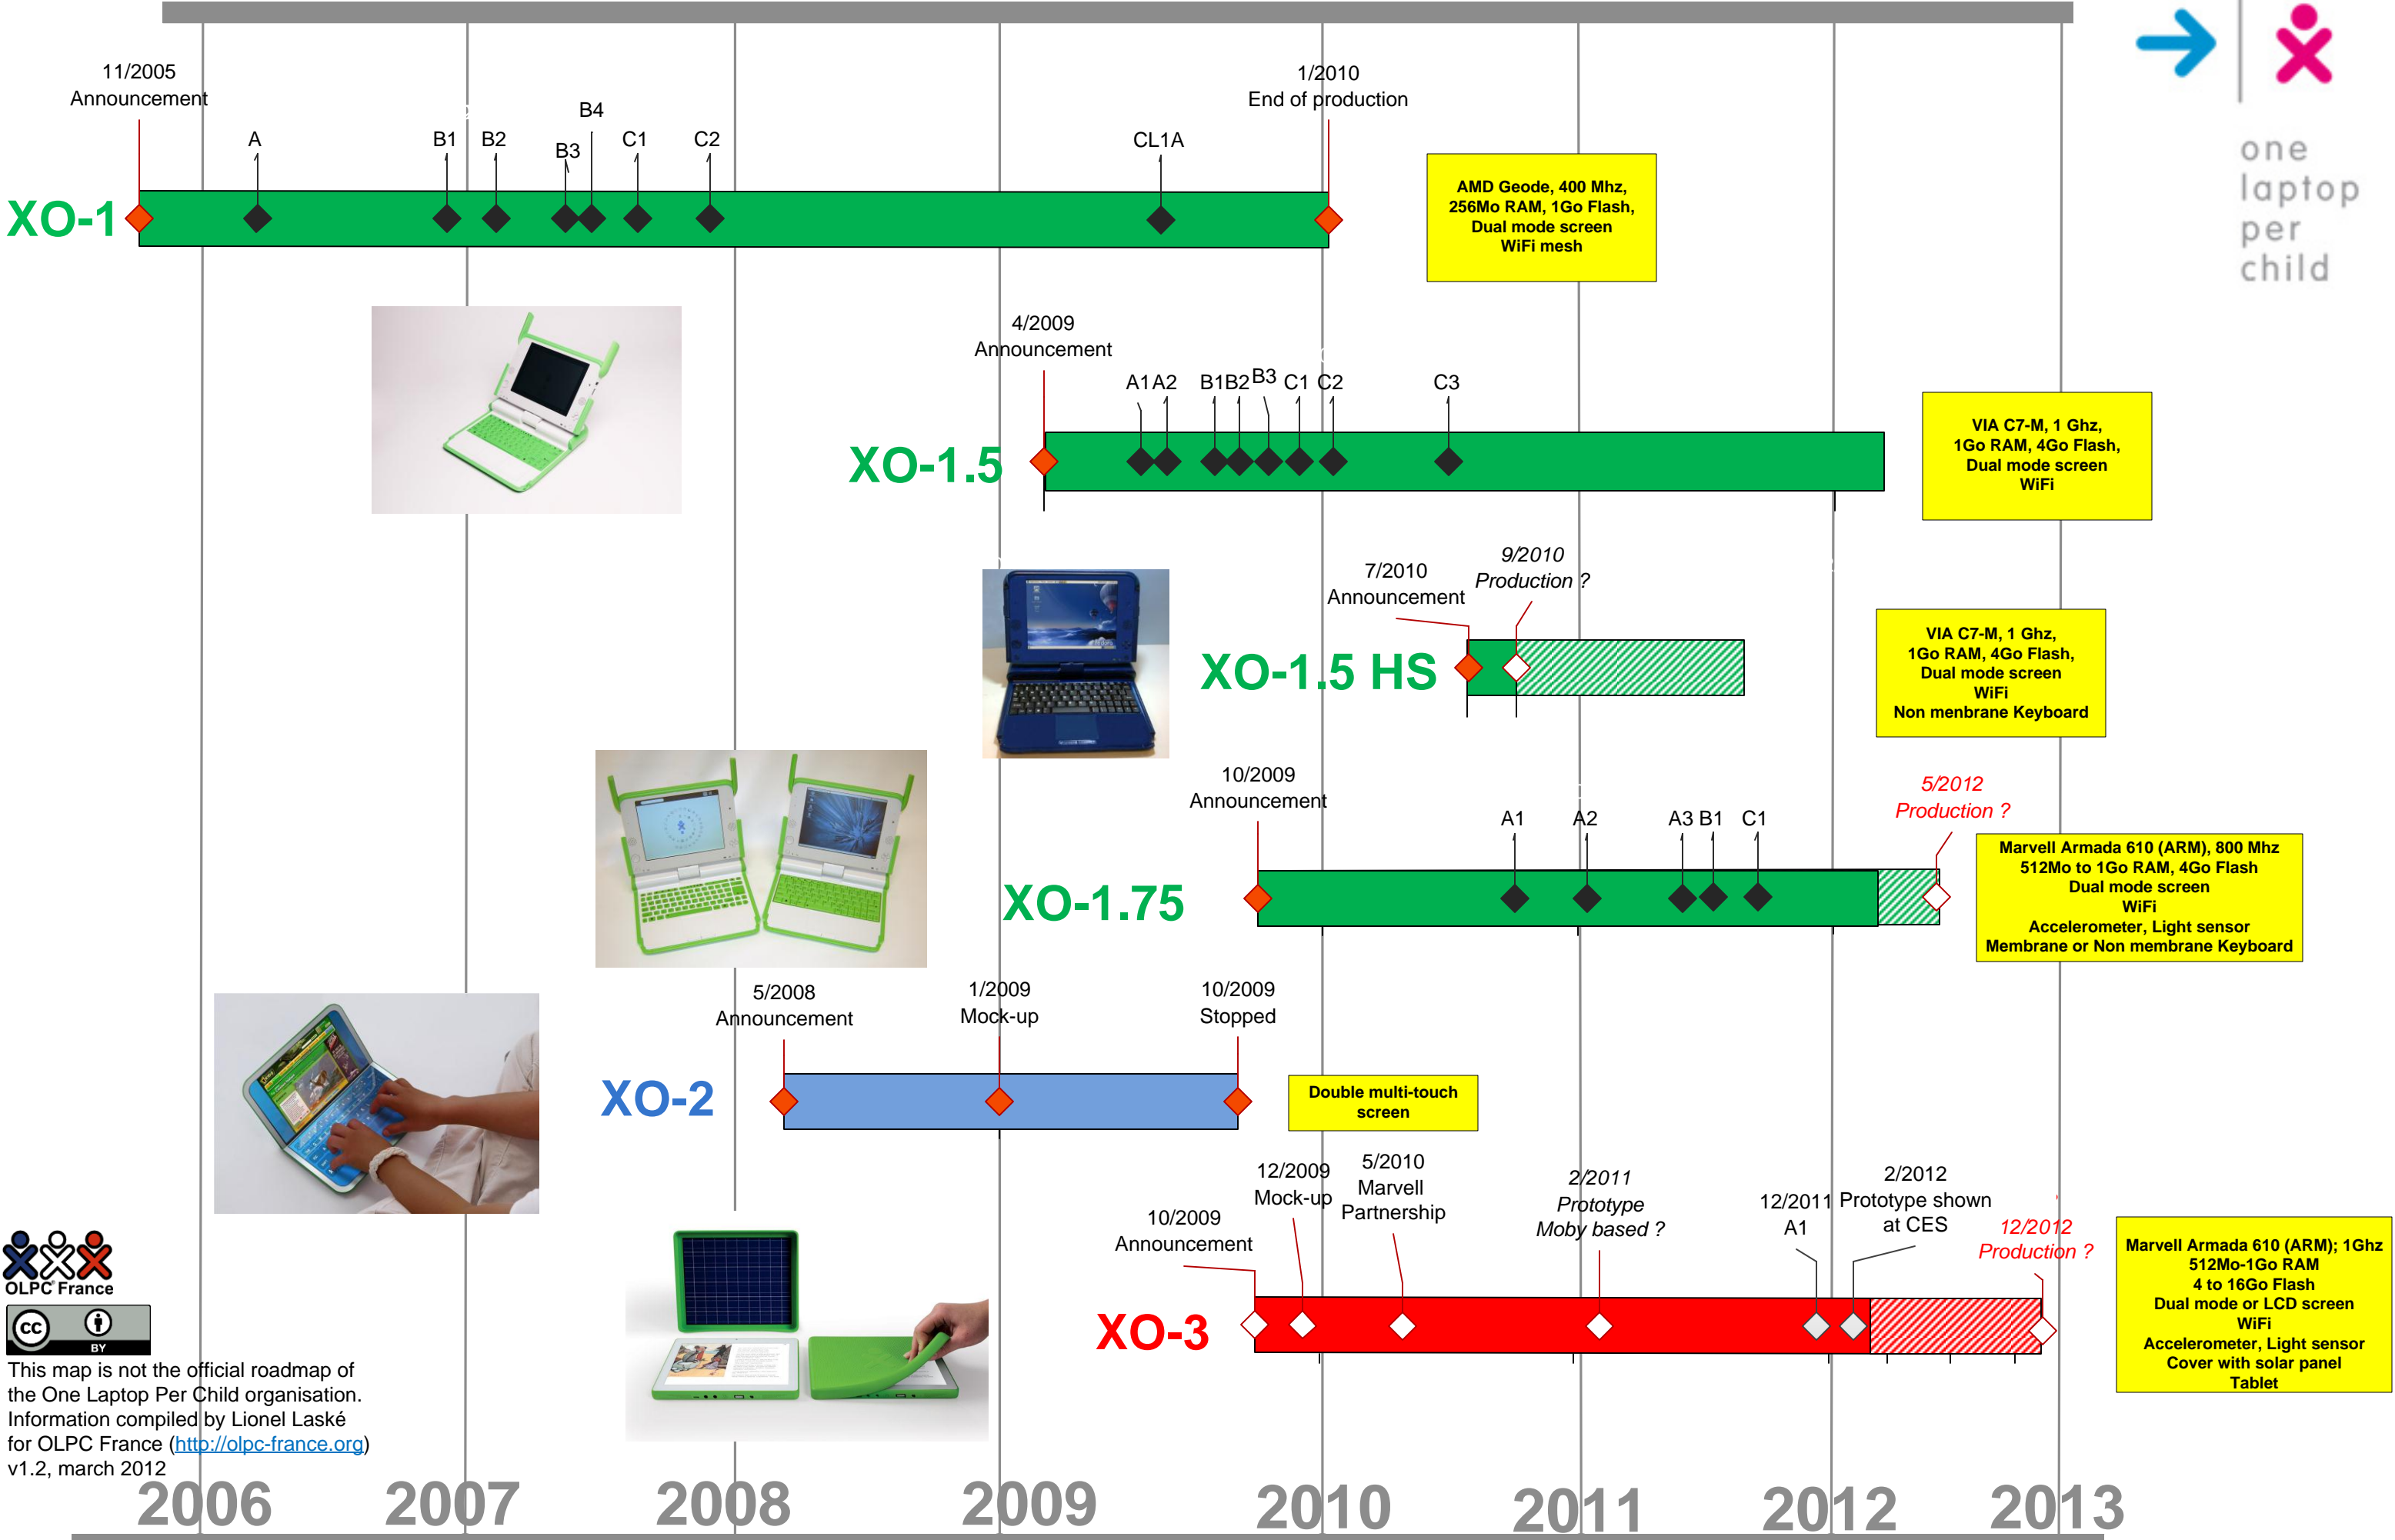 one
laptop
per
child
11/2005
Announcement
A
B1
B2
B3
B4
C1
C2
CL1A
1/2010
End of production
XO-1
AMD Geode, 400 Mhz,
256Mo RAM, 1Go Flash,
Dual mode screen
WiFi mesh
4/2009
Announcement
A1
A2
B1
B2
B3
C1
C2
C3
XO-1.5
VIA C7-M, 1 Ghz,
1Go RAM, 4Go Flash,
Dual mode screen
WiFi
7/2010
Announcement
9/2010
Production ?
XO-1.5 HS
VIA C7-M, 1 Ghz,
1Go RAM, 4Go Flash,
Dual mode screen
WiFi
Non menbrane Keyboard
10/2009
Announcement
A1
A2
A3
B1
C1
5/2012
Production ?
XO-1.75
Marvell Armada 610 (ARM), 800 Mhz
512Mo to 1Go RAM, 4Go Flash
Dual mode screen
WiFi
Accelerometer, Light sensor
Membrane or Non membrane Keyboard
5/2008
Announcement
1/2009
Mock-up
10/2009
Stopped
XO-2
Double multi-touch
screen
10/2009
Announcement
12/2009
Mock-up
5/2010
Marvell
Partnership
2/2011
Prototype
Moby based ?
12/2011
A1
2/2012
Prototype shown
at CES
12/2012
Production ?
XO-3
Marvell Armada 610 (ARM); 1Ghz
512Mo-1Go RAM
4 to 16Go Flash
Dual mode or LCD screen
WiFi
Accelerometer, Light sensor
Cover with solar panel
Tablet
OLPC France
cc
BY
This map is not the official roadmap of
the One Laptop Per Child organisation.
Information compiled by Lionel Laské
for OLPC France (http://olpc-france.org)
v1.2, march 2012
2006
2007
2008
2009
2010
2011
2012
2013